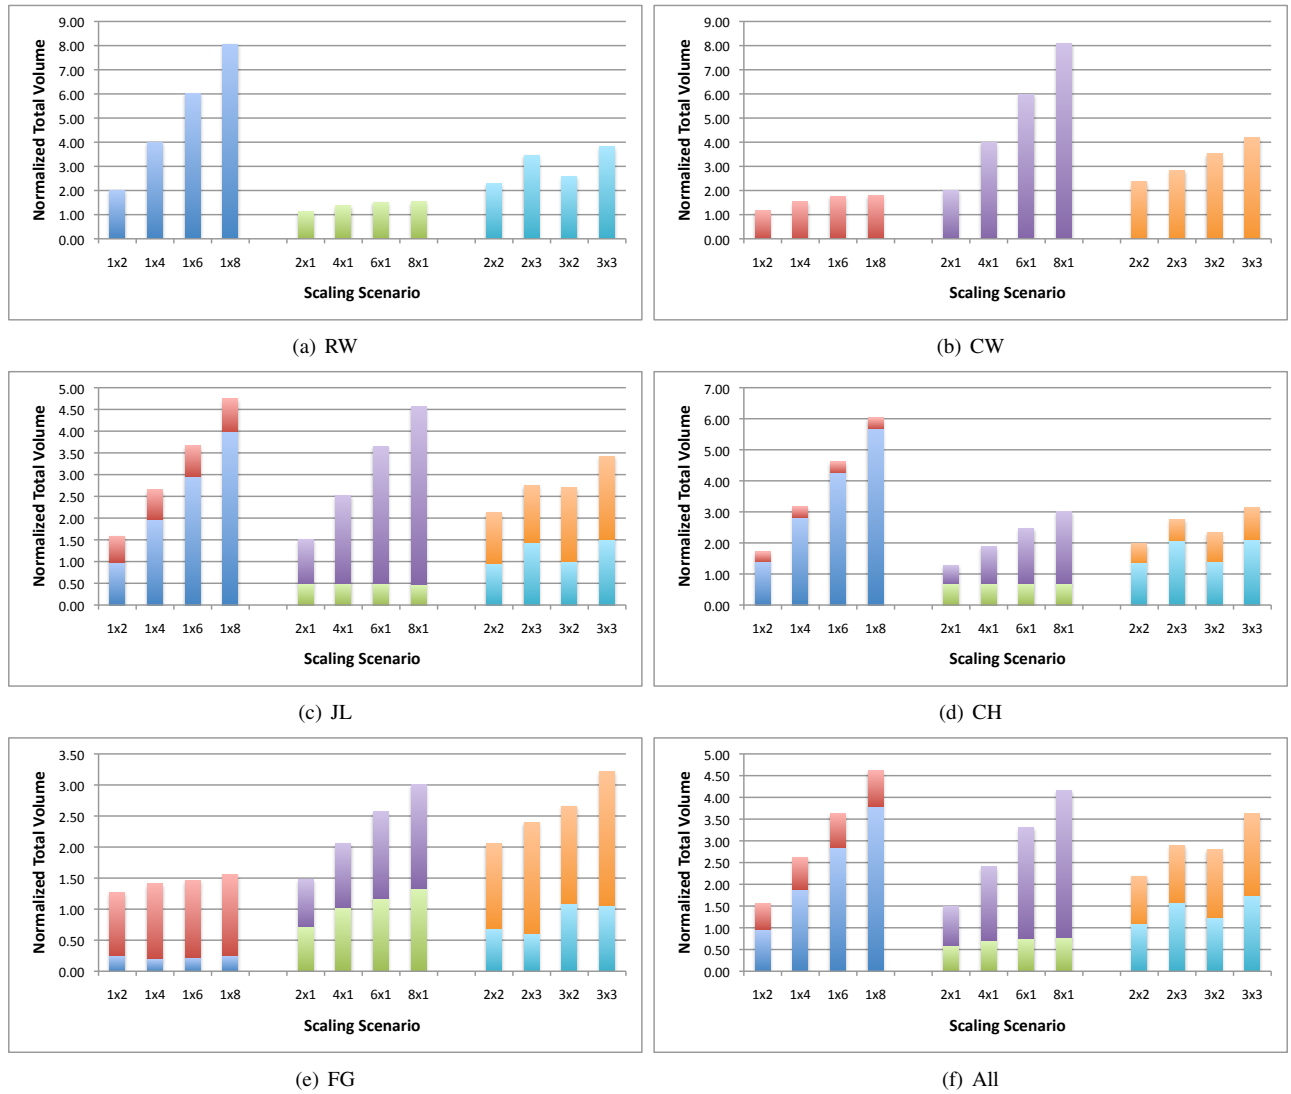 Normalized Total Volume
9.00
8.00
7.00
6.00
5.00
4.00
3.00
2.00
1.00
0.00
1x2 1x4 1x6 1x8 2x1 4x1 6x1 8x1 2x2 2x3 3x2 3x3
Scaling Scenario
(a) RW
Normalized Total Volume
9.00
8.00
7.00
6.00
5.00
4.00
3.00
2.00
1.00
0.00
1x2 1x4 1x6 1x8 2x1 4x1 6x1 8x1 2x2 2x3 3x2 3x3
Scaling Scenario
(b) CW
Normalized Total Volume
5.00
4.50
4.00
3.50
3.00
2.50
2.00
1.50
1.00
0.50
0.00
1x2 1x4 1x6 1x8 2x1 4x1 6x1 8x1 2x2 2x3 3x2 3x3
Scaling Scenario
(c) JL
Normalized Total Volume
7.00
6.00
5.00
4.00
3.00
2.00
1.00
0.00
1x2 1x4 1x6 1x8 2x1 4x1 6x1 8x1 2x2 2x3 3x2 3x3
Scaling Scenario
(d) CH
Normalized Total Volume
3.50
3.00
2.50
2.00
1.50
1.00
0.50
0.00
1x2 1x4 1x6 1x8 2x1 4x1 6x1 8x1 2x2 2x3 3x2 3x3
Scaling Scenario
(e) FG
Normalized Total Volume
5.00
4.50
4.00
3.50
3.00
2.50
2.00
1.50
1.00
0.50
0.00
1x2 1x4 1x6 1x8 2x1 4x1 6x1 8x1 2x2 2x3 3x2 3x3
Scaling Scenario
(f) All